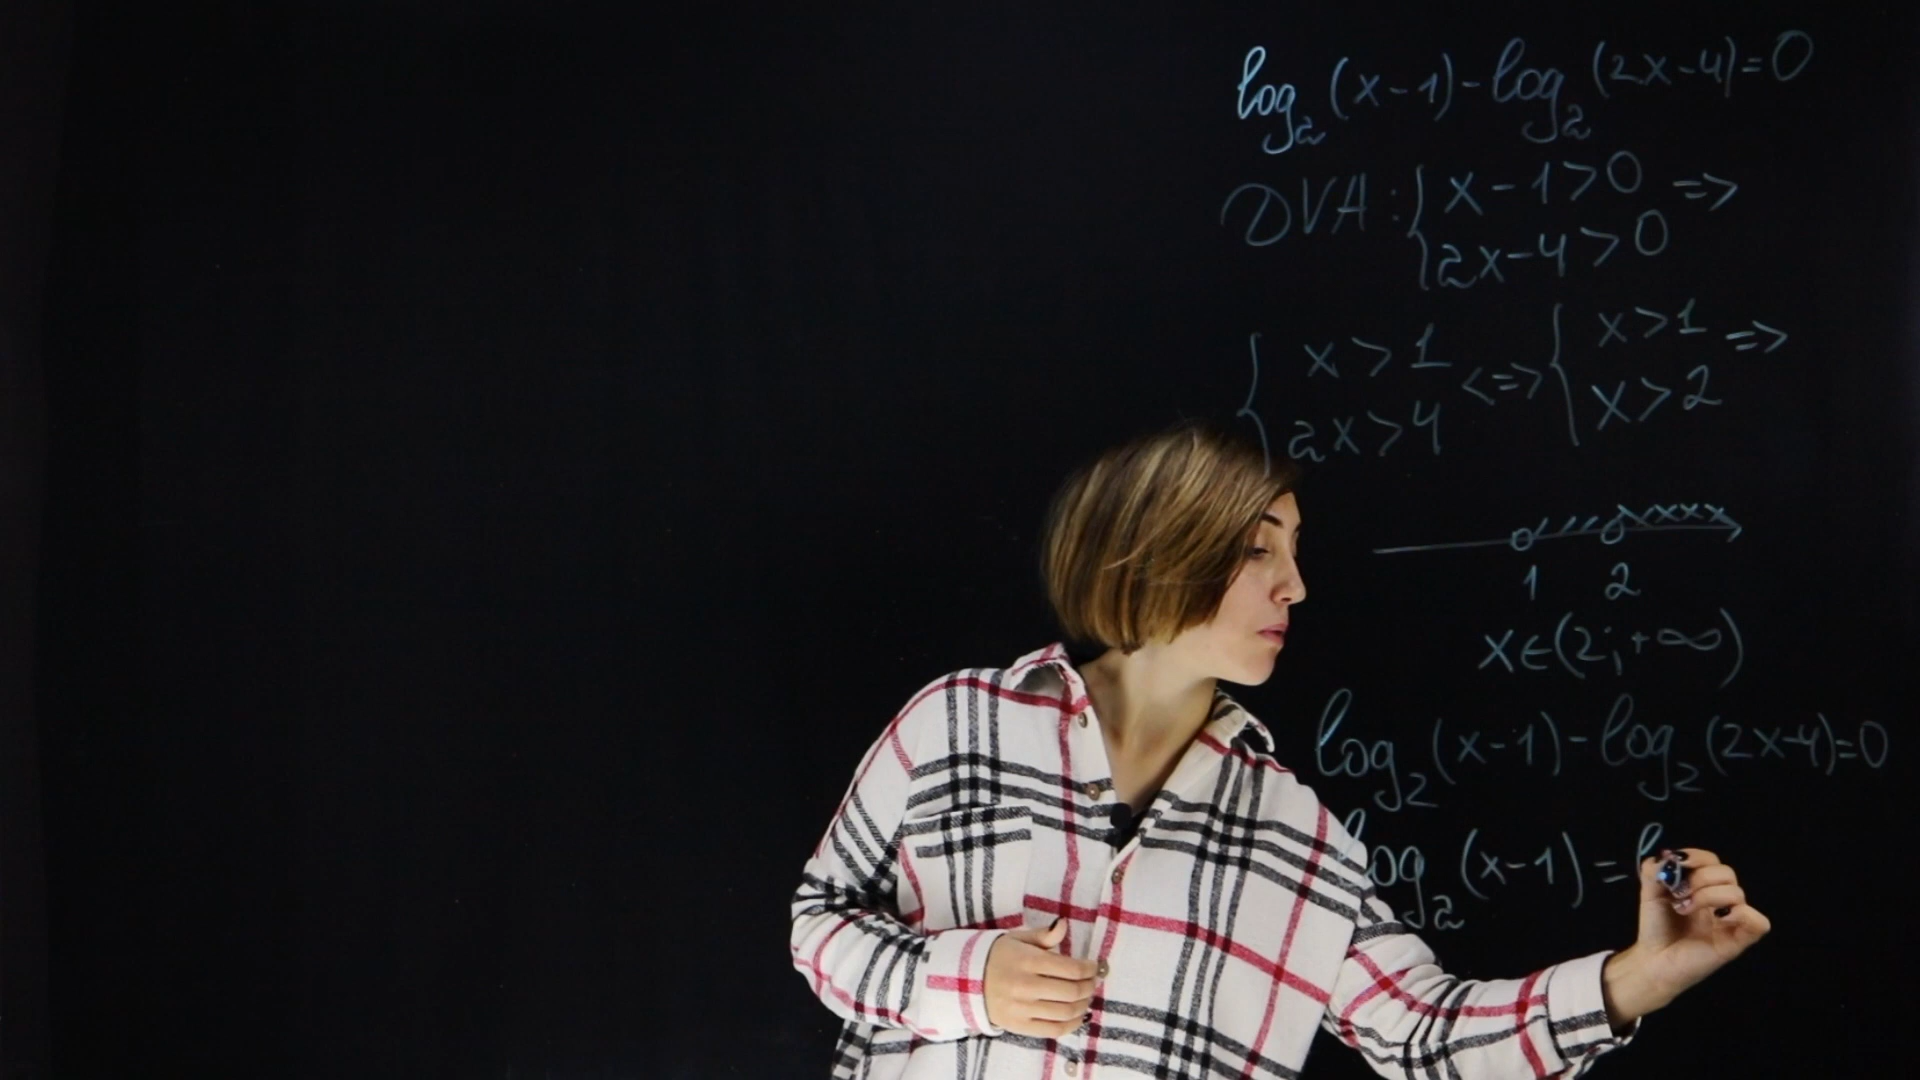 log₂(x-1)-log₂(2x-4)=0
DVA: { x-1>0 =>
2x-4>0
{ x>1 <=> { x>1 =>
2x>4 x>2
1 2
x∈(2;+∞)
log₂(x-1)-log₂(2x-4)=0
log₂(x-1)=l